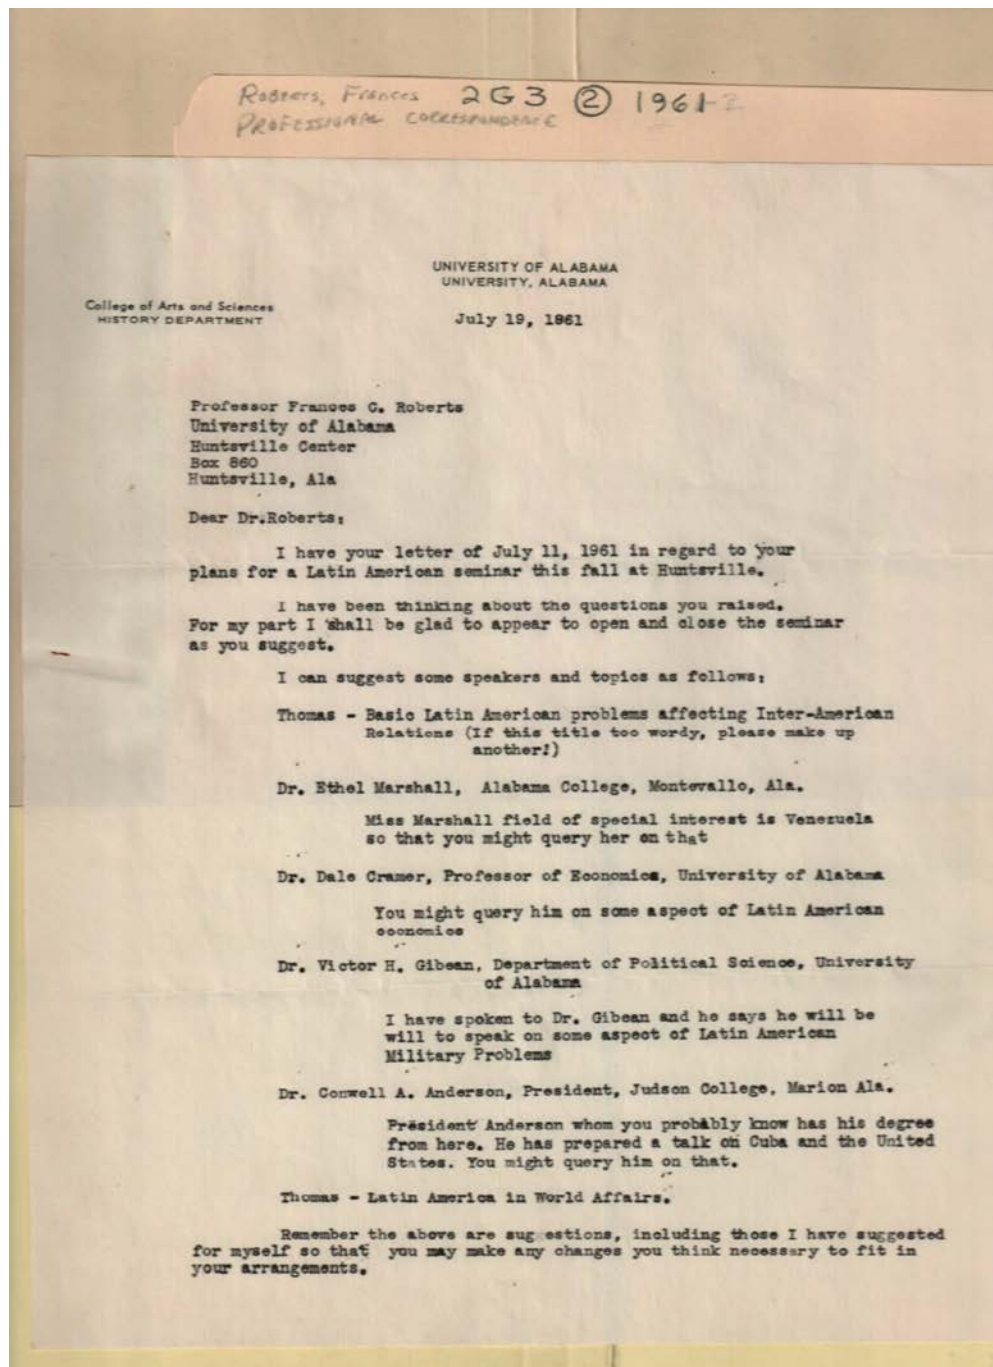 Roberts, Frances 2G3 ② 1961-2
PROFESSIONAL CORRESPONDENCE
UNIVERSITY OF ALABAMA
UNIVERSITY, ALABAMA
College of Arts and Sciences
HISTORY DEPARTMENT
July 19, 1861
Professor Frances C. Roberts
University of Alabama
Huntsville Center
Box 860
Huntsville, Ala
Dear Dr.Roberts:
I have your letter of July 11, 1961 in regard to your
plans for a Latin American seminar this fall at Huntsville.
I have been thinking about the questions you raised.
For my part I shall be glad to appear to open and close the seminar
as you suggest.
I can suggest some speakers and topics as follows:
Thomas - Basic Latin American problems affecting Inter-American
Relations (If this title too wordy, please make up
another!)
Dr. Ethel Marshall, Alabama College, Montevallo, Ala.
Miss Marshall field of special interest is Venezuela
so that you might query her on that
Dr. Dale Cramer, Professor of Economics, University of Alabama
You might query him on some aspect of Latin American
economics
Dr. Victor H. Gibean, Department of Political Science, University
of Alabama
I have spoken to Dr. Gibean and he says he will be
will to speak on some aspect of Latin American
Military Problems
Dr. Conwell A. Anderson, President, Judson College, Marion Ala.
President Anderson whom you probably know has his degree
from here. He has prepared a talk on Cuba and the United
States. You might query him on that.
Thomas - Latin America in World Affairs.
Remember the above are sug estions, including those I have suggested
for myself so that you may make any changes you think necessary to fit in
your arrangements.